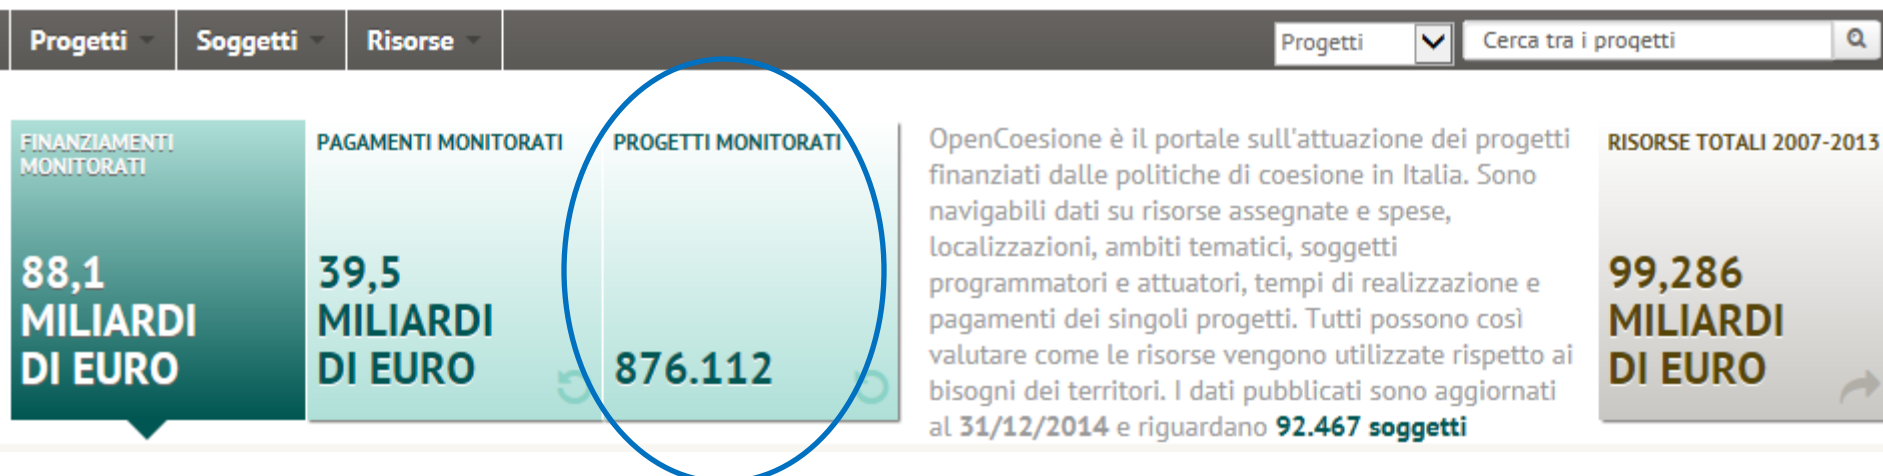 Progetti
Soggetti
Risorse
Progetti
Cerca tra i progetti
FINANZIAMENTI
MONITORATI
88,1
MILIARDI
DI EURO
PAGAMENTI MONITORATI
39,5
MILIARDI
DI EURO
PROGETTI MONITORATI
876.112
OpenCoesione è il portale sull'attuazione dei progetti
finanziati dalle politiche di coesione in Italia. Sono
navigabili dati su risorse assegnate e spese,
localizzazioni, ambiti tematici, soggetti
programmatori e attuatori, tempi di realizzazione e
pagamenti dei singoli progetti. Tutti possono così
valutare come le risorse vengono utilizzate rispetto ai
bisogni dei territori. I dati pubblicati sono aggiornati
al 31/12/2014 e riguardano 92.467 soggetti
RISORSE TOTALI 2007-2013
99,286
MILIARDI
DI EURO